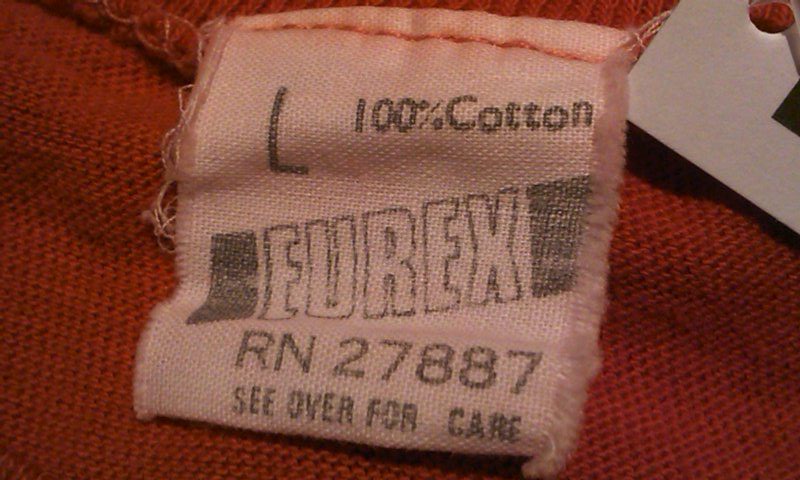 L 100% Cotton
EUREX
RN 27887
SEE OVER FOR CARE